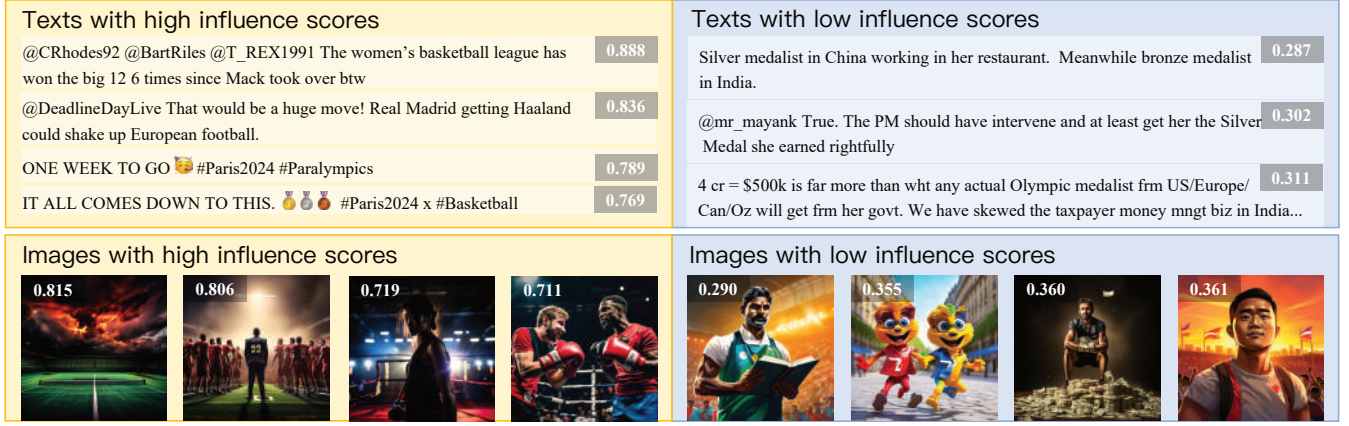 Texts with high influence scores
@CRhodes92 @BartRiles @T_REX1991 The women’s basketball league has
won the big 12 6 times since Mack took over btw
0.888
@DeadlineDayLive That would be a huge move! Real Madrid getting Haaland
could shake up European football.
0.836
ONE WEEK TO GO 🥳 #Paris2024 #Paralympics
0.789
IT ALL COMES DOWN TO THIS. 🥇🥈🥉 #Paris2024 x #Basketball
0.769
Texts with low influence scores
Silver medalist in China working in her restaurant. Meanwhile bronze medalist
in India.
0.287
@mr_mayank True. The PM should have intervene and at least get her the Silver
Medal she earned rightfully
0.302
4 cr = $500k is far more than wht any actual Olympic medalist frm US/Europe/
Can/Oz will get frm her govt. We have skewed the taxpayer money mngt biz in India...
0.311
Images with high influence scores
0.815
0.806
0.719
0.711
Images with low influence scores
0.290
0.355
0.360
0.361